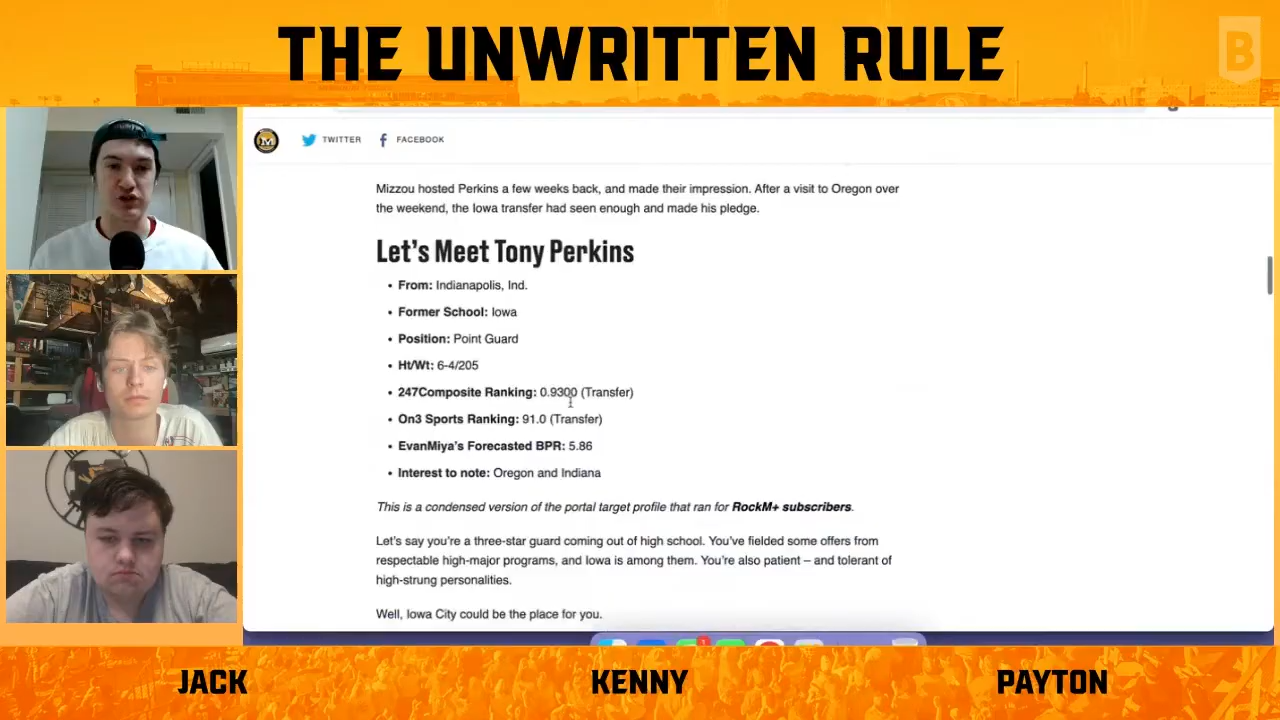 THE UNWRITTEN RULE
B
M
TWITTER
FACEBOOK
Mizzou hosted Perkins a few weeks back, and made their impression. After a visit to Oregon over
the weekend, the Iowa transfer had seen enough and made his pledge.
Let’s Meet Tony Perkins
• From: Indianapolis, Ind.
• Former School: Iowa
• Position: Point Guard
• Ht/Wt: 6-4/205
• 247Composite Ranking: 0.9300 (Transfer)
• On3 Sports Ranking: 91.0 (Transfer)
• EvanMiya’s Forecasted BPR: 5.86
• Interest to note: Oregon and Indiana
This is a condensed version of the portal target profile that ran for RockM+ subscribers.
Let’s say you’re a three-star guard coming out of high school. You’ve fielded some offers from
respectable high-major programs, and Iowa is among them. You’re also patient – and tolerant of
high-strung personalities.
Well, Iowa City could be the place for you.
JACK
KENNY
PAYTON